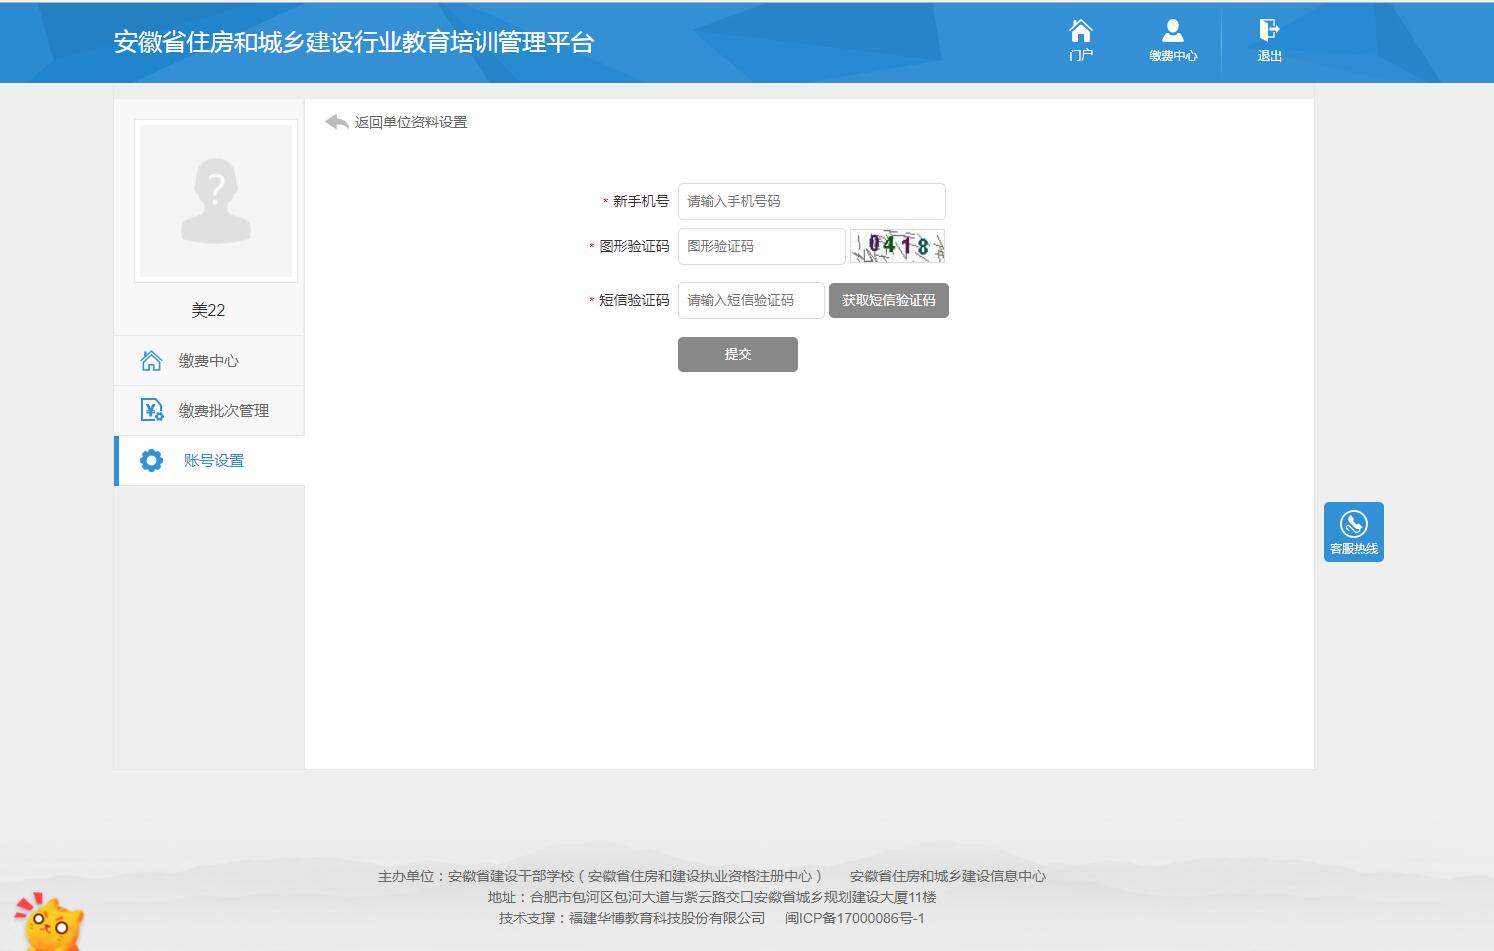 安徽省住房和城乡建设行业教育培训管理平台
门户
缴费中心
退出
返回单位资料设置
?
美22
缴费中心
缴费批次管理
账号设置
* 新手机号 请输入手机号码
* 图形验证码 图形验证码 0418
* 短信验证码 请输入短信验证码 获取短信验证码
提交
客服热线
主办单位：安徽省建设干部学校（安徽省住房和建设执业资格注册中心） 安徽省住房和城乡建设信息中心
地址：合肥市包河区包河大道与紫云路交口安徽省城乡规划建设大厦11楼
技术支撑：福建华博教育科技股份有限公司 闽ICP备17000086号-1